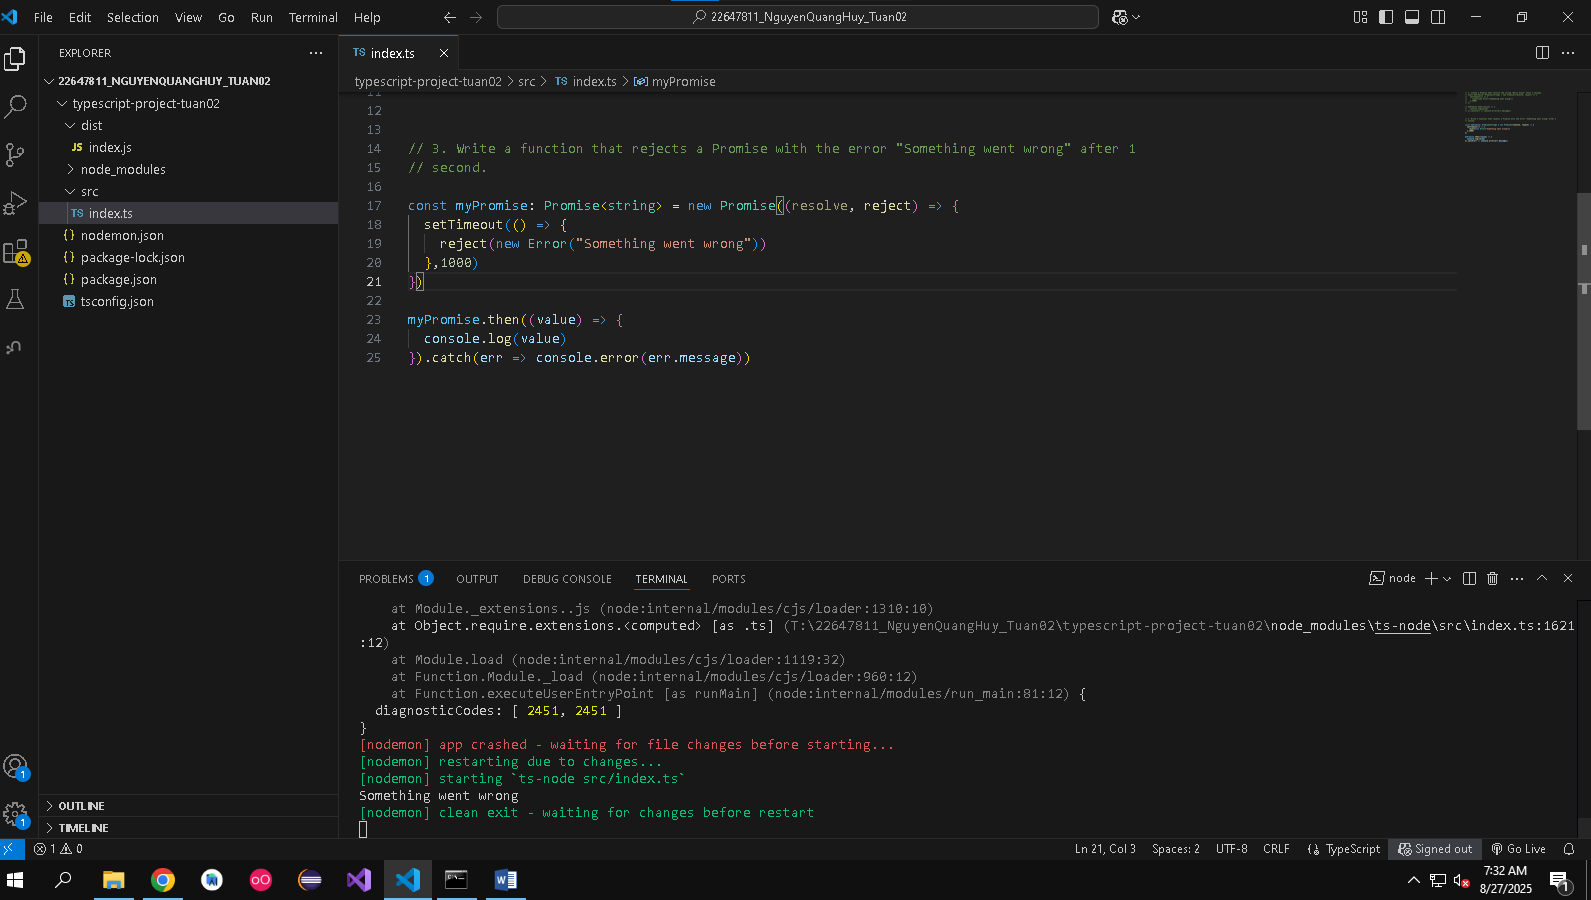 File Edit Selection View Go Run Terminal Help
22647811_NguyenQuangHuy_Tuan02
EXPLORER
22647811_NGUYENQUANGHUY_TUAN02
typescript-project-tuan02
dist
JS index.js
node_modules
src
TS index.ts
{} nodemon.json
{} package-lock.json
{} package.json
TS tsconfig.json
OUTLINE
TIMELINE
TS index.ts
typescript-project-tuan02 > src > TS index.ts > myPromise
11
12
13
14 // 3. Write a function that rejects a Promise with the error "Something went wrong" after 1
15 // second.
16
17 const myPromise: Promise<string> = new Promise((resolve, reject) => {
18 setTimeout(() => {
19 reject(new Error("Something went wrong"))
20 },1000)
21 })
22
23 myPromise.then((value) => {
24 console.log(value)
25 }).catch(err => console.error(err.message))
PROBLEMS 1 OUTPUT DEBUG CONSOLE TERMINAL PORTS
node
at Module._extensions..js (node:internal/modules/cjs/loader:1310:10)
at Object.require.extensions.<computed> [as .ts] (T:\22647811_NguyenQuangHuy_Tuan02\typescript-project-tuan02\node_modules\ts-node\src\index.ts:1621
:12)
at Module.load (node:internal/modules/cjs/loader:1119:32)
at Function.Module._load (node:internal/modules/cjs/loader:960:12)
at Function.executeUserEntryPoint [as runMain] (node:internal/modules/run_main:81:12) {
diagnosticCodes: [ 2451, 2451 ]
}
[nodemon] app crashed - waiting for file changes before starting...
[nodemon] restarting due to changes...
[nodemon] starting `ts-node src/index.ts`
Something went wrong
[nodemon] clean exit - waiting for changes before restart
1
1
1 0
Ln 21, Col 3 Spaces: 2 UTF-8 CRLF {} TypeScript Signed out Go Live
7:32 AM
8/27/2025
1